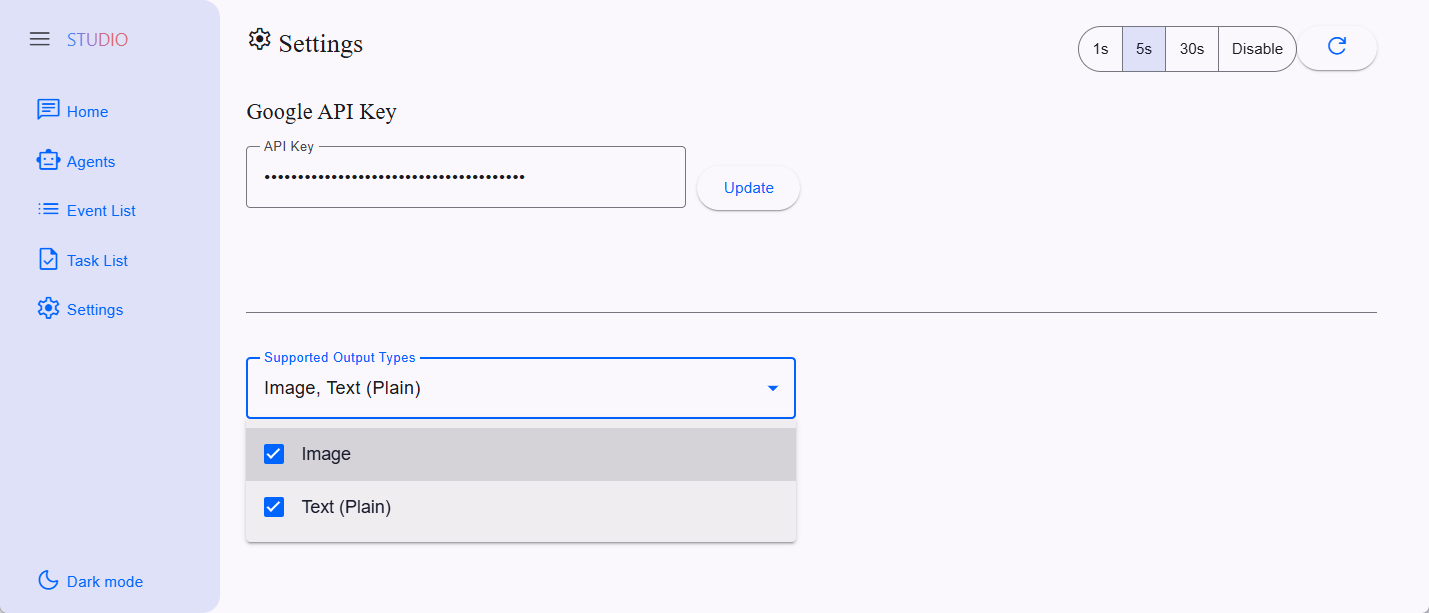 STUDIO
Home
Agents
Event List
Task List
Settings
Dark mode
Settings
1s 5s 30s Disable
Google API Key
API Key
•••••••••••••••••••••••••••••••••••••••
Update
Supported Output Types
Image, Text (Plain)
Image
Text (Plain)